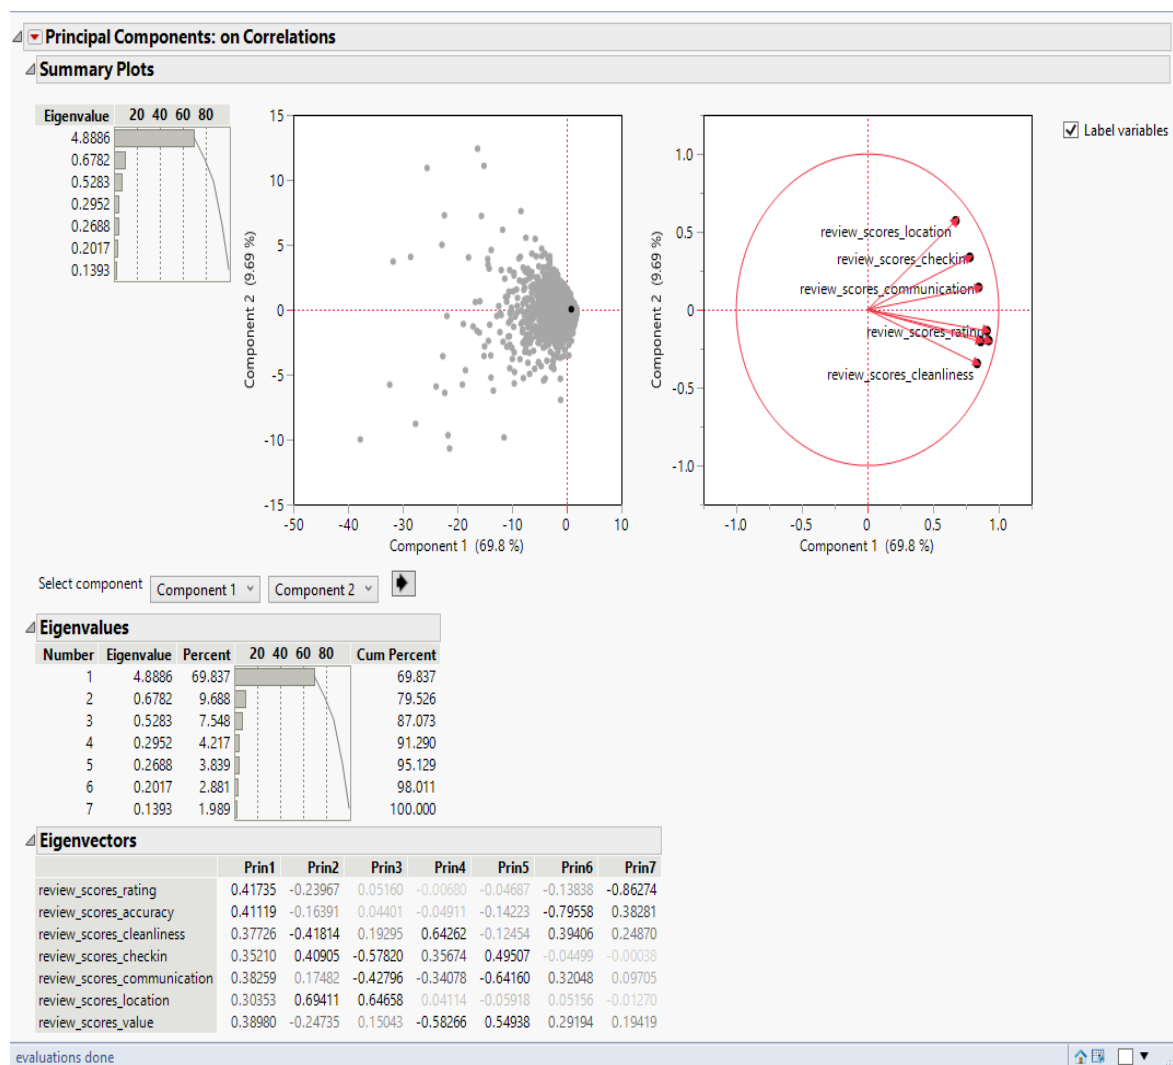 Principal Components: on Correlations
Summary Plots
Eigenvalue 20 40 60 80
4.8886
0.6782
0.5283
0.2952
0.2688
0.2017
0.1393
15
10
5
0
-5
-10
-15
Component 2 (9.69 %)
-50 -40 -30 -20 -10 0 10
Component 1 (69.8 %)
1.0
0.5
0
-0.5
-1.0
Component 2 (9.69 %)
review_scores_location
review_scores_checkin
review_scores_communication
review_scores_rating
review_scores_cleanliness
-1.0 -0.5 0 0.5 1.0
Component 1 (69.8 %)
Label variables
Select component Component 1 Component 2
Eigenvalues
Number Eigenvalue Percent 20 40 60 80 Cum Percent
1 4.8886 69.837 69.837
2 0.6782 9.688 79.526
3 0.5283 7.548 87.073
4 0.2952 4.217 91.290
5 0.2688 3.839 95.129
6 0.2017 2.881 98.011
7 0.1393 1.989 100.000
Eigenvectors
Prin1 Prin2 Prin3 Prin4 Prin5 Prin6 Prin7
review_scores_rating 0.41735 -0.23967 0.05160 -0.00680 -0.04687 -0.13838 -0.86274
review_scores_accuracy 0.41119 -0.16391 0.04401 -0.04911 -0.14223 -0.79558 0.38281
review_scores_cleanliness 0.37726 -0.41814 0.19295 0.64262 -0.12454 0.39406 0.24870
review_scores_checkin 0.35210 0.40905 -0.57820 0.35674 0.49507 -0.04499 -0.00038
review_scores_communication 0.38259 0.17482 -0.42796 -0.34078 -0.64160 0.32048 0.09705
review_scores_location 0.30353 0.69411 0.64658 0.04114 -0.05918 0.05156 -0.01270
review_scores_value 0.38980 -0.24735 0.15043 -0.58266 0.54938 0.29194 0.19419
evaluations done